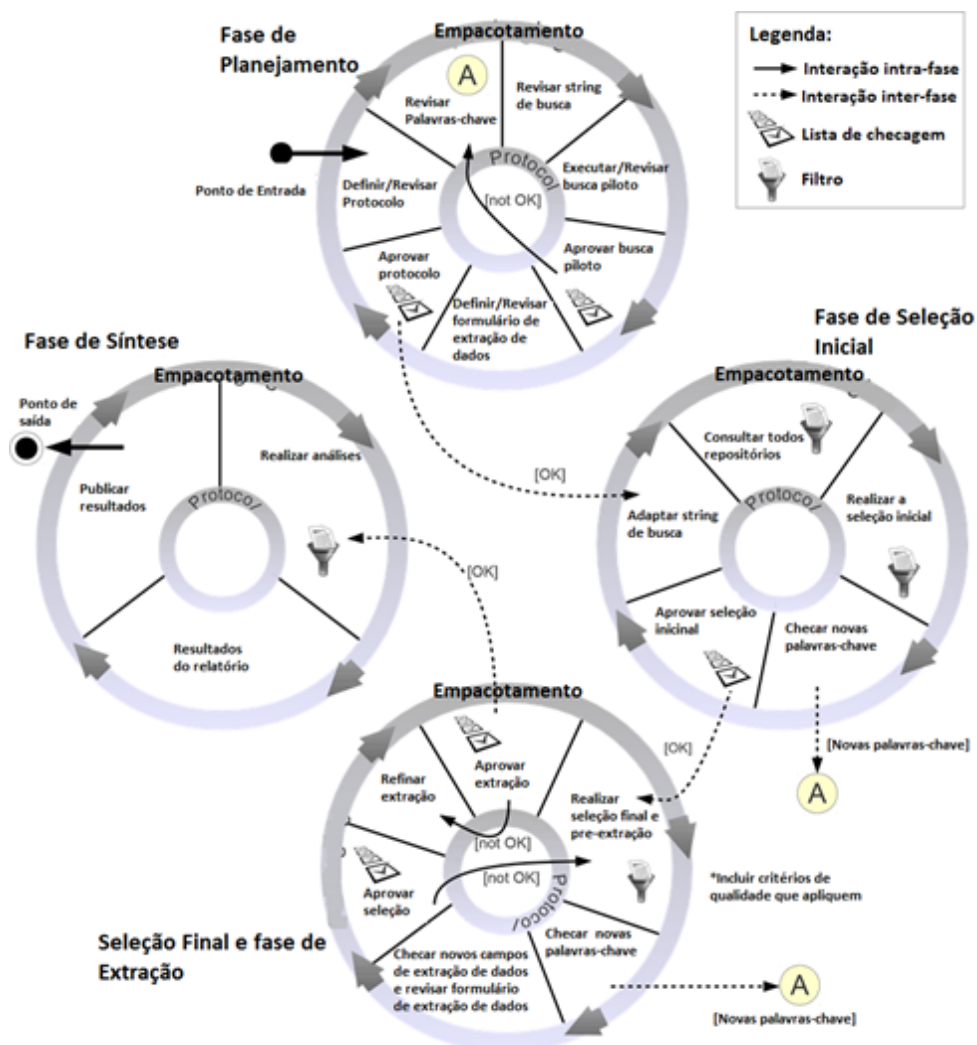 Fase de
Planejamento
Empacotamento
A
Revisar
Palavras-chave
Revisar string
de busca
Executar/Revisar
busca piloto
Aprovar busca
piloto
Definir/Revisar
formulário de
extração de
dados
Aprovar
protocolo
Definir/Revisar
Protocolo
Ponto de Entrada
Protocol
[not OK]
Legenda:
Interação intra-fase
Interação inter-fase
Lista de checagem
Filtro
[OK]
Fase de Síntese
Empacotamento
Ponto de
saída
Realizar análises
Publicar
resultados
Protocol
Resultados
do relatório
[OK]
Fase de Seleção
Inicial
Empacotamento
Consultar todos
repositórios
Realizar a
seleção inicial
Adaptar string
de busca
Protocol
Aprovar seleção
inicinal
Checar novas
palavras-chave
[OK]
[Novas palavras-chave]
A
Seleção Final e fase de
Extração
Empacotamento
Aprovar
extração
Refinar
extração
Realizar
seleção final e
pre-extração
[not OK]
[not OK]
Protocol
Aprovar
seleção
Checar novas
palavras-chave
Checar novos campos
de extração de dados
e revisar formulário
de extração de dados
*Incluir critérios de
qualidade que apliquem
A
[Novas palavras-chave]